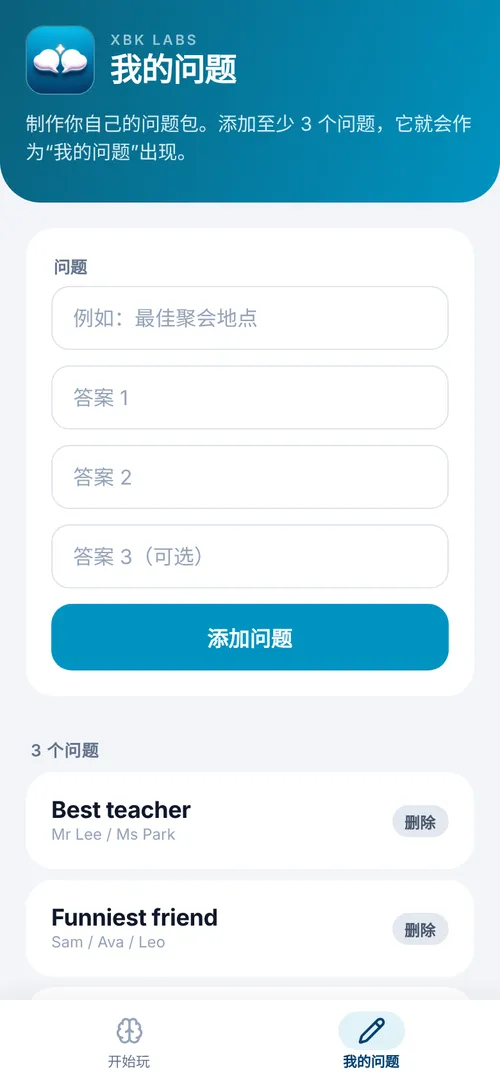 XBK LABS
我的问题
制作你自己的问题包。添加至少 3 个问题，它就会作
为“我的问题”出现。
问题
例如：最佳聚会地点
答案 1
答案 2
答案 3（可选）
添加问题
3 个问题
Best teacher
Mr Lee / Ms Park
删除
Funniest friend
Sam / Ava / Leo
删除
开始玩
我的问题